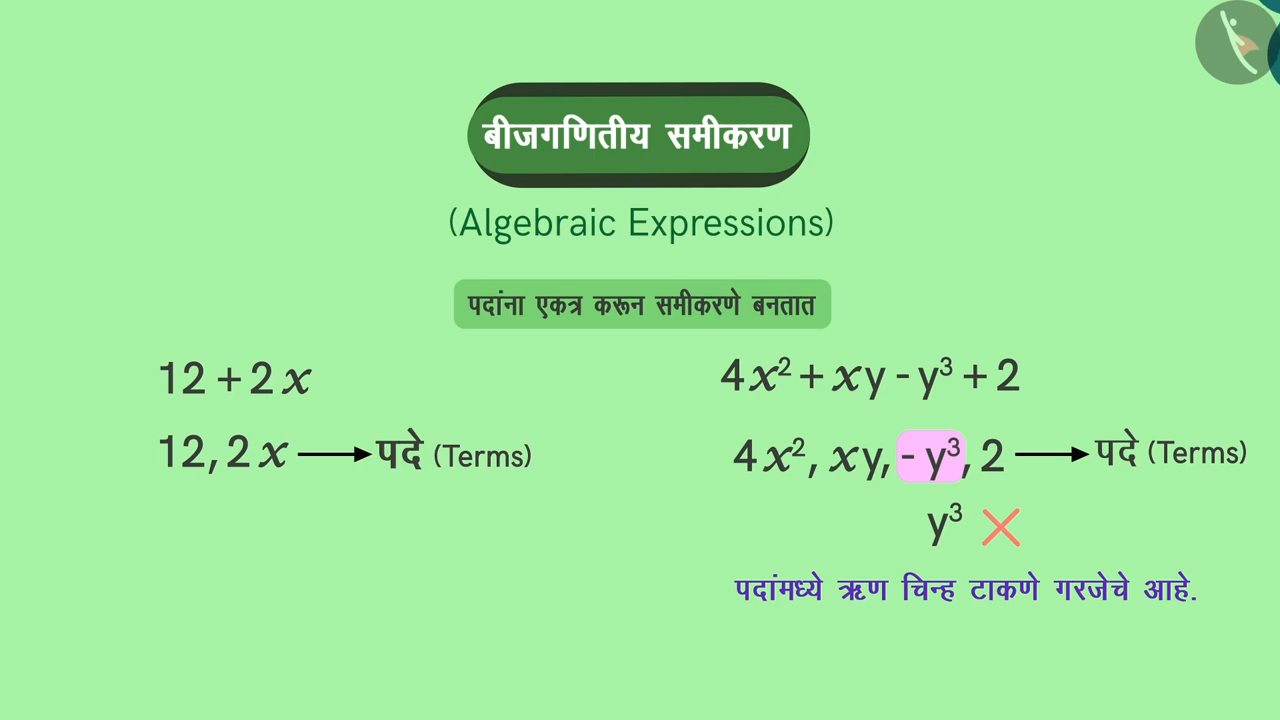 बीजगणितीय समीकरण
(Algebraic Expressions)
पदांना एकत्र करून समीकरणे बनतात
12 + 2x
12, 2x → पदे (Terms)
4x² + xy - y³ + 2
4x², xy, - y³, 2 → पदे (Terms)
y³ ×
पदांमध्ये ऋण चिन्ह टाकणे गरजेचे आहे.